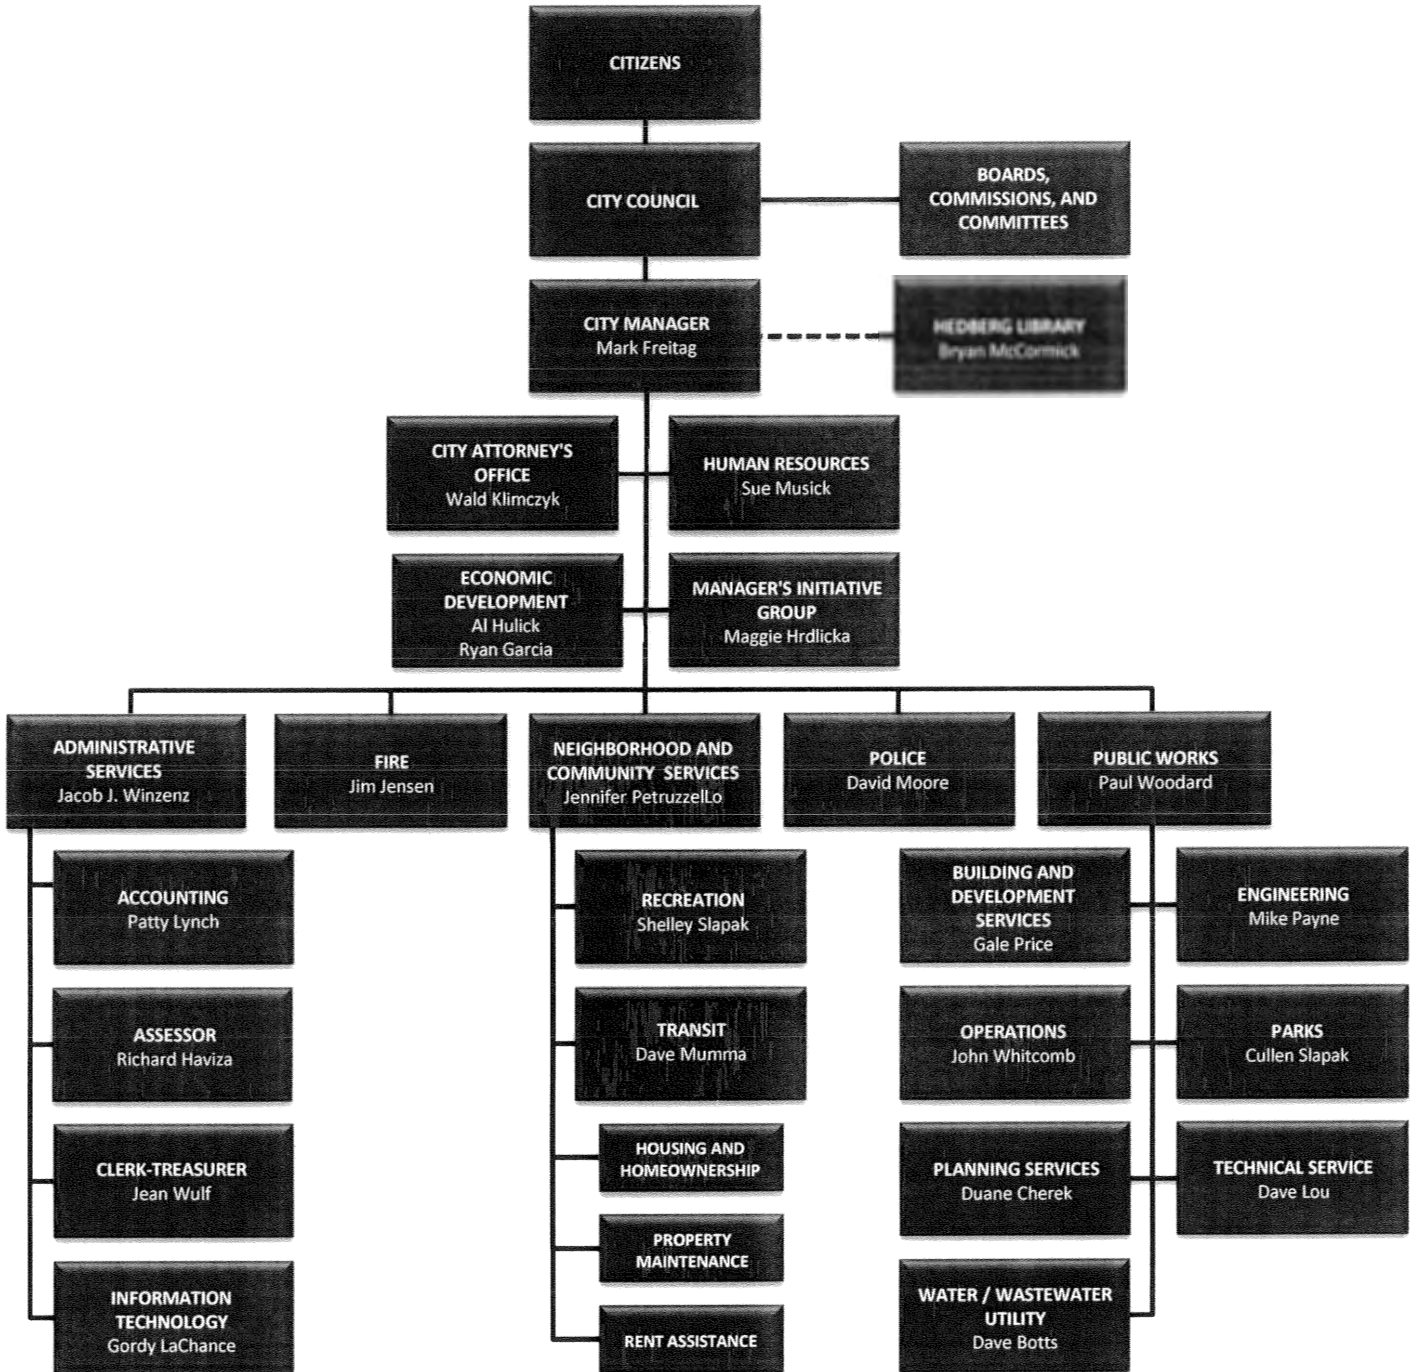 CITIZENS
CITY COUNCIL
BOARDS,
COMMISSIONS, AND
COMMITTEES
CITY MANAGER
Mark Freitag
HEDBERG LIBRARY
Bryan McCormick
CITY ATTORNEY'S
OFFICE
Wald Klimczyk
HUMAN RESOURCES
Sue Musick
ECONOMIC
DEVELOPMENT
Al Hulick
Ryan Garcia
MANAGER'S INITIATIVE
GROUP
Maggie Hrdlicka
ADMINISTRATIVE
SERVICES
Jacob J. Winzenz
FIRE
Jim Jensen
NEIGHBORHOOD AND
COMMUNITY SERVICES
Jennifer PetruzzelLo
POLICE
David Moore
PUBLIC WORKS
Paul Woodard
ACCOUNTING
Patty Lynch
ASSESSOR
Richard Haviza
CLERK-TREASURER
Jean Wulf
INFORMATION
TECHNOLOGY
Gordy LaChance
RECREATION
Shelley Slapak
TRANSIT
Dave Mumma
HOUSING AND
HOMEOWNERSHIP
PROPERTY
MAINTENANCE
RENT ASSISTANCE
BUILDING AND
DEVELOPMENT
SERVICES
Gale Price
ENGINEERING
Mike Payne
OPERATIONS
John Whitcomb
PARKS
Cullen Slapak
PLANNING SERVICES
Duane Cherek
TECHNICAL SERVICE
Dave Lou
WATER / WASTEWATER
UTILITY
Dave Botts